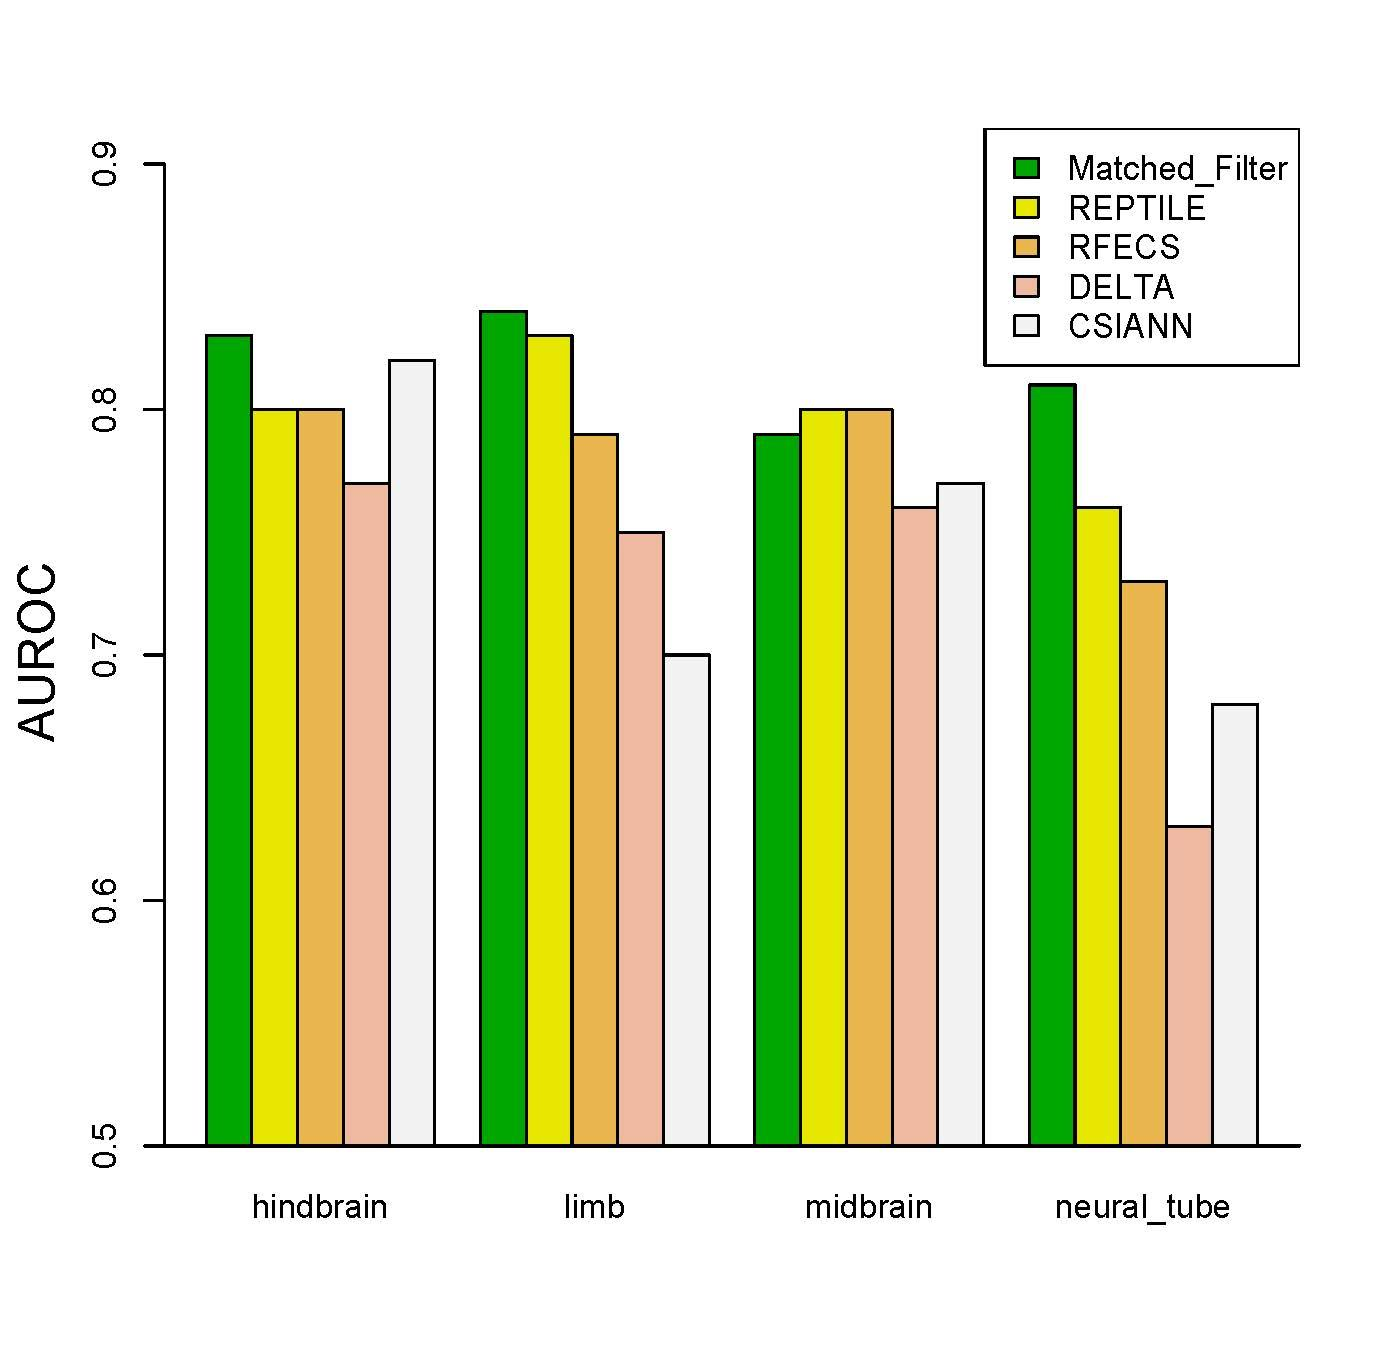 Matched_Filter
REPTILE
RFECS
DELTA
CSIANN
AUROC
0.9
0.8
0.7
0.6
0.5
hindbrain limb midbrain neural_tube